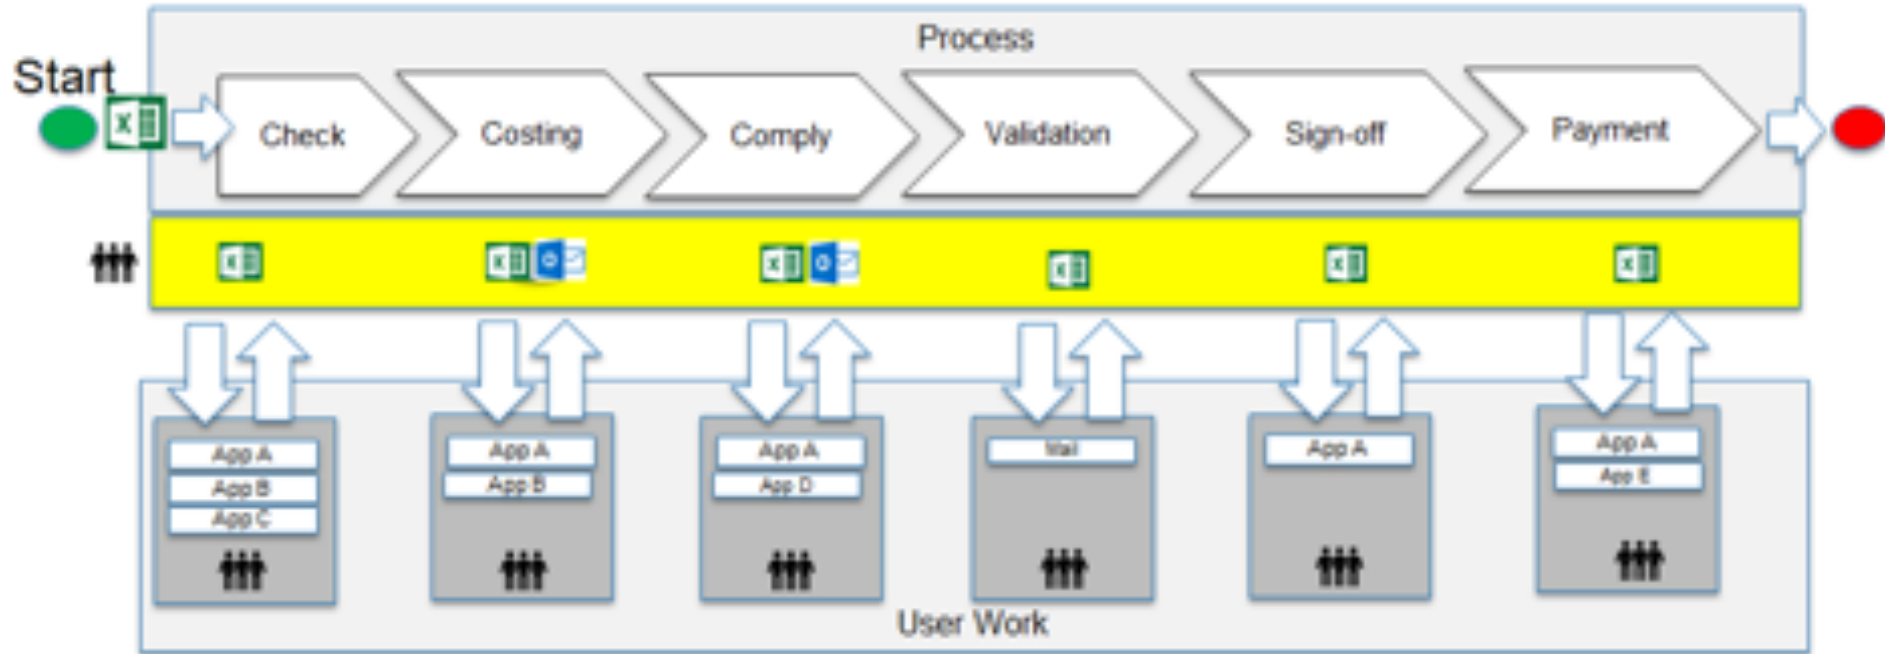 Process
Start
Check
Costing
Comply
Validation
Sign-off
Payment
App A
App B
App C
App A
App B
App A
App D
Mail
App A
App A
App E
User Work